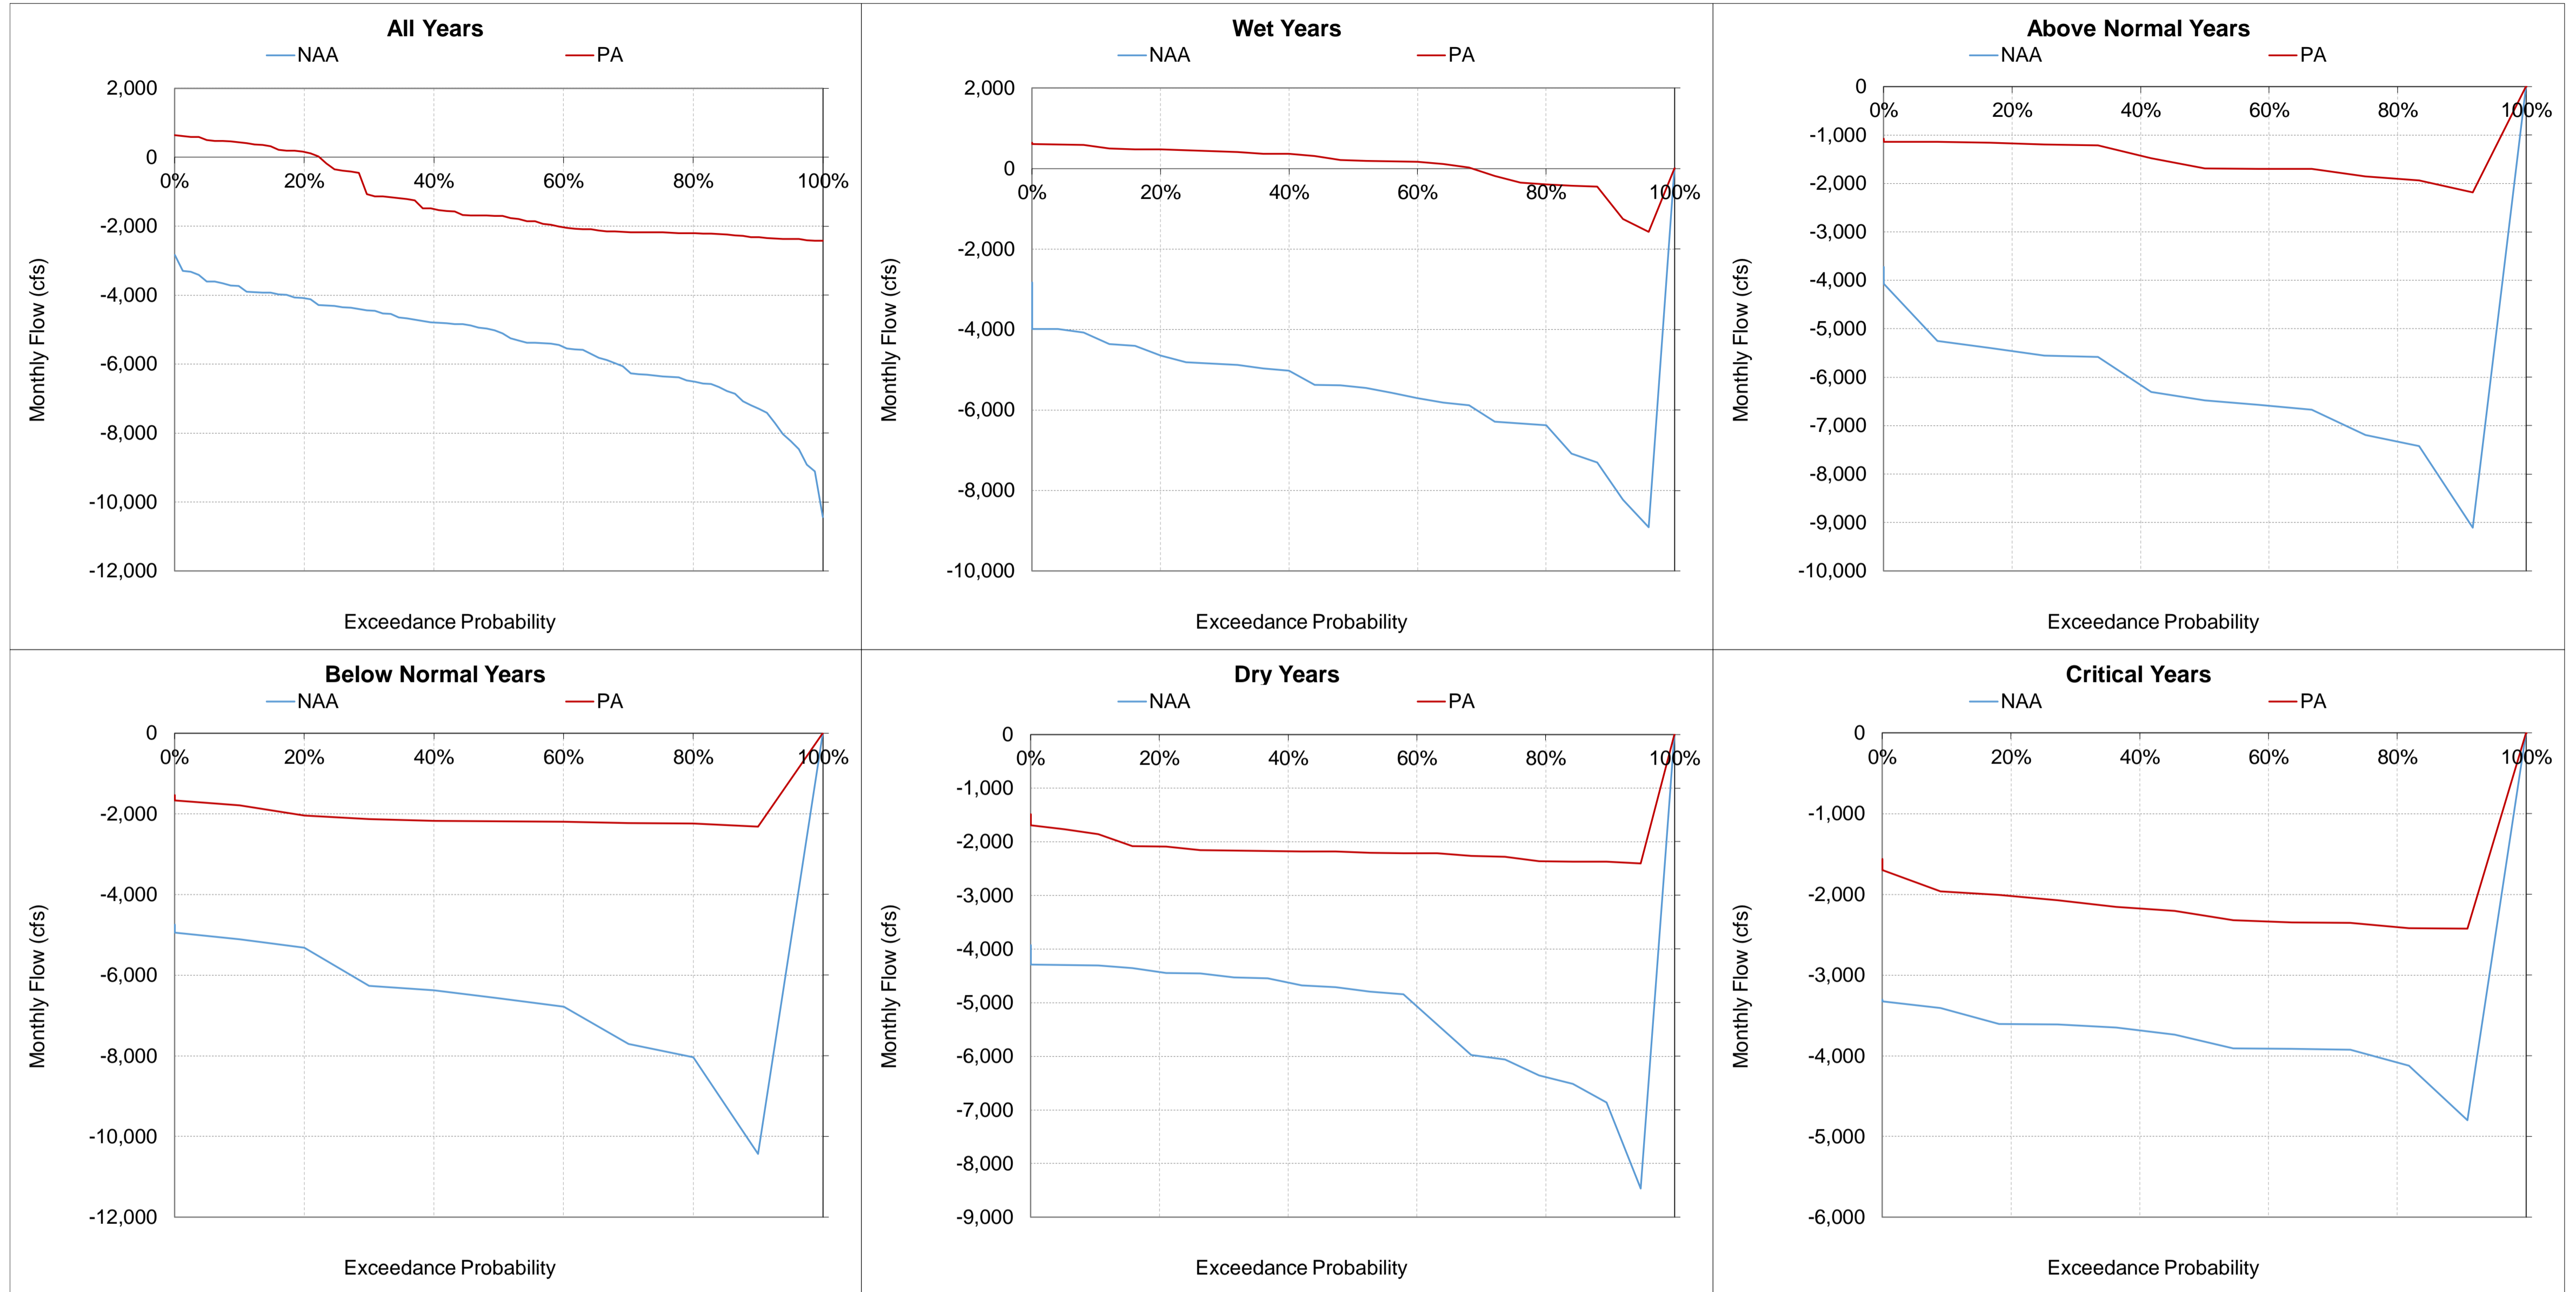 All Years
NAA PA
2,000
0
-2,000
-4,000
-6,000
-8,000
-10,000
-12,000
0% 20% 40% 60% 80% 100%
Monthly Flow (cfs)
Exceedance Probability
Wet Years
NAA PA
2,000
0
-2,000
-4,000
-6,000
-8,000
-10,000
0% 20% 40% 60% 80% 100%
Monthly Flow (cfs)
Exceedance Probability
Above Normal Years
NAA PA
0
-1,000
-2,000
-3,000
-4,000
-5,000
-6,000
-7,000
-8,000
-9,000
-10,000
0% 20% 40% 60% 80% 100%
Monthly Flow (cfs)
Exceedance Probability
Below Normal Years
NAA PA
0
-2,000
-4,000
-6,000
-8,000
-10,000
-12,000
0% 20% 40% 60% 80% 100%
Monthly Flow (cfs)
Exceedance Probability
Dry Years
NAA PA
0
-1,000
-2,000
-3,000
-4,000
-5,000
-6,000
-7,000
-8,000
-9,000
0% 20% 40% 60% 80% 100%
Monthly Flow (cfs)
Exceedance Probability
Critical Years
NAA PA
0
-1,000
-2,000
-3,000
-4,000
-5,000
-6,000
0% 20% 40% 60% 80% 100%
Monthly Flow (cfs)
Exceedance Probability